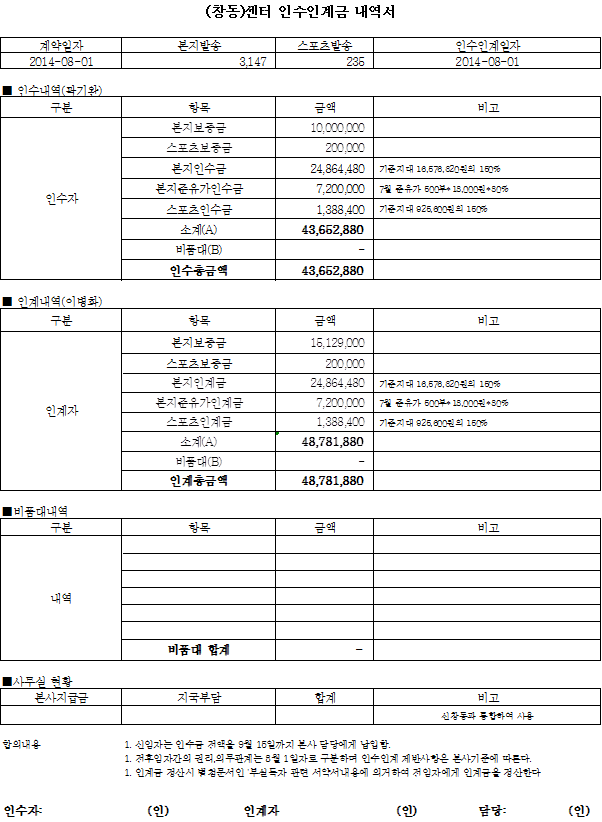 (창동)센터 인수인계금 내역서
계약일자 본지발송 스포츠발송 인수인계일자
2014-08-01 3,147 235 2014-08-01
■ 인수내역(곽기환)
구분 항목 금액 비고
인수자
본지보증금 10,000,000
스포츠보증금 200,000
본지인수금 24,864,480 기준지대 16,576,320원의 150%
본지준유가인수금 7,200,000 7월 준유가 500부*18,000원*80%
스포츠인수금 1,388,400 기준지대 925,600원의 150%
소계(A) 43,652,880
비품대(B) -
인수총금액 43,652,880
■ 인계내역(이병화)
구분 항목 금액 비고
인계자
본지보증금 15,129,000
스포츠보증금 200,000
본지인계금 24,864,480 기준지대 16,576,320원의 150%
본지준유가인계금 7,200,000 7월 준유가 500부*18,000원*80%
스포츠인계금 1,388,400 기준지대 925,600원의 150%
소계(A) 48,781,880
비품대(B) -
인계총금액 48,781,880
■비품대내역
구분 항목 금액 비고
내역
비품대 합계 -
■사무실 현황
본사지급금 지국부담 합계 비고
신창동과 통합하여 사용
합의내용 1. 신임자는 인수금 전액을 9월 15일까지 본사 담당에게 납입함.
1. 전후임자간의 권리,의무관계는 8월 1일자로 구분하며 인수인계 제반사항은 본사기준에 따른다.
1. 인계금 정산시 별첨문서인 '부실독자 관련 서약서'내용에 의거하여 전임자에게 인계금을 정산한다
인수자: (인) 인계자 (인) 담당: (인)